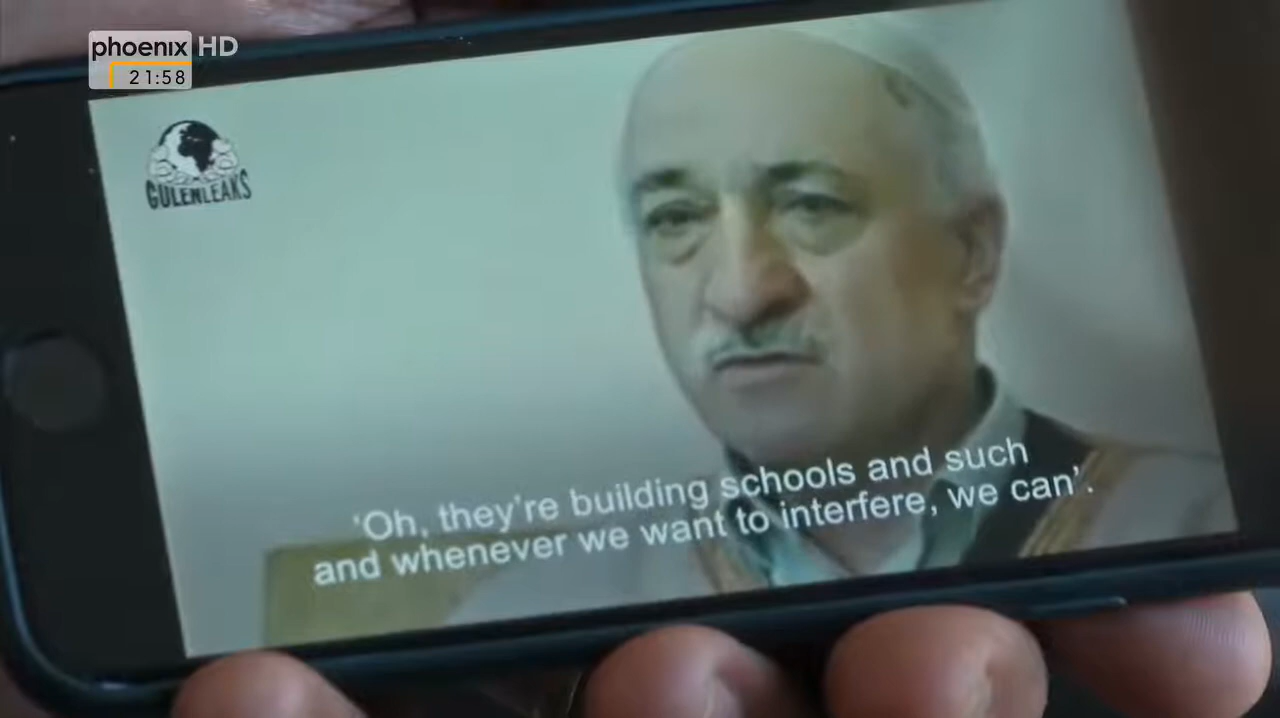 phoenix HD
21:58
GULENLEAKS
'Oh, they're building schools and such
and whenever we want to interfere, we can'.